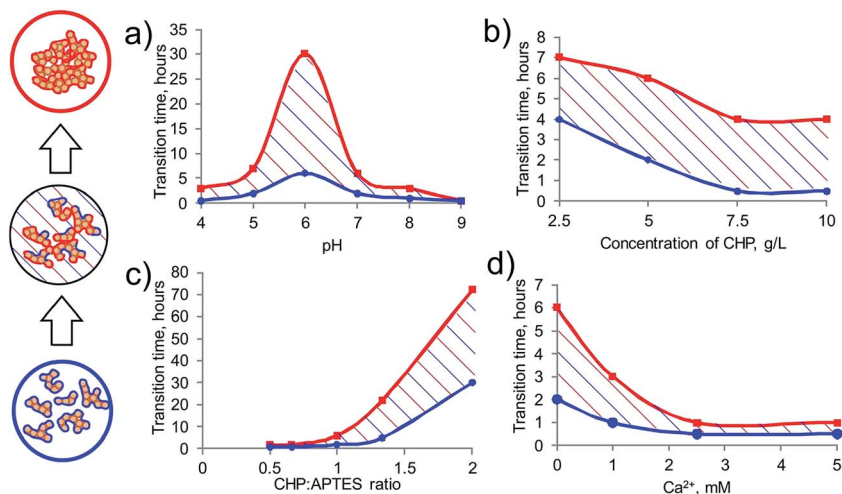 a)
Transition time, hours
35
30
25
20
15
10
5
0
4 5 6 7 8 9
pH
b)
Transition time, hours
8
7
6
5
4
3
2
1
0
2.5 5 7.5 10
Concentration of CHP, g/L
c)
Transition time, hours
80
70
60
50
40
30
20
10
0
0 0.5 1 1.5 2
CHP:APTES ratio
d)
Transition time, hours
7
6
5
4
3
2
1
0
0 1 2 3 4 5
Ca²⁺, mM